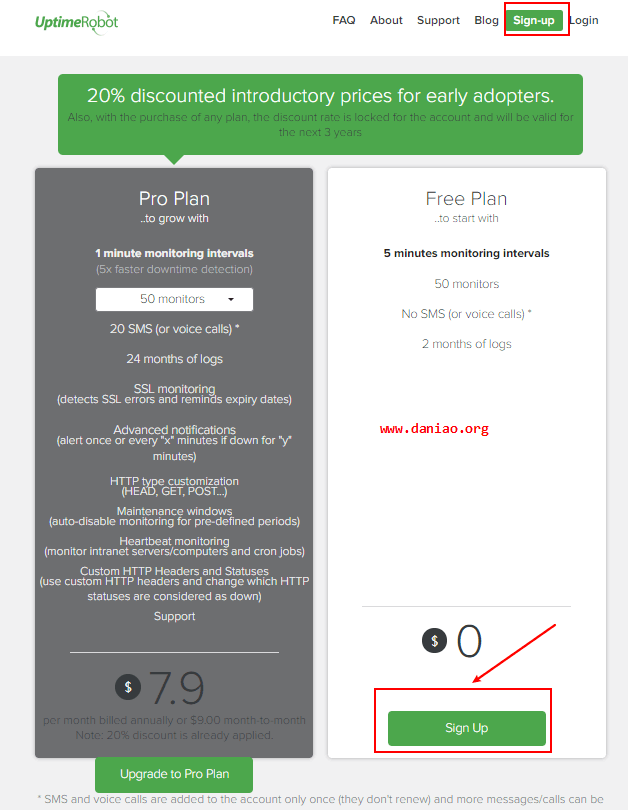 UptimeRobot
FAQ About Support Blog Sign-up Login
20% discounted introductory prices for early adopters.
Also, with the purchase of any plan, the discount rate is locked for the account and will be valid for
the next 3 years
Pro Plan
..to grow with
1 minute monitoring intervals
(5x faster downtime detection)
50 monitors
20 SMS (or voice calls) *
24 months of logs
SSL monitoring
(detects SSL errors and reminds expiry dates)
Advanced notifications
(alert once or every "x" minutes if down for "y"
minutes)
HTTP type customization
(HEAD, GET, POST...)
Maintenance windows
(auto-disable monitoring for pre-defined periods)
Heartbeat monitoring
(monitor intranet servers/computers and cron jobs)
Custom HTTP Headers and Statuses
(use custom HTTP headers and change which HTTP
statuses are considered as down)
Support
$ 7.9
per month billed annually or $9.00 month-to-month
Note: 20% discount is already applied.
Upgrade to Pro Plan
Free Plan
..to start with
5 minutes monitoring intervals
50 monitors
No SMS (or voice calls) *
2 months of logs
www.daniao.org
$ 0
Sign Up
* SMS and voice calls are added to the account only once (they don't renew) and more messages/calls can be